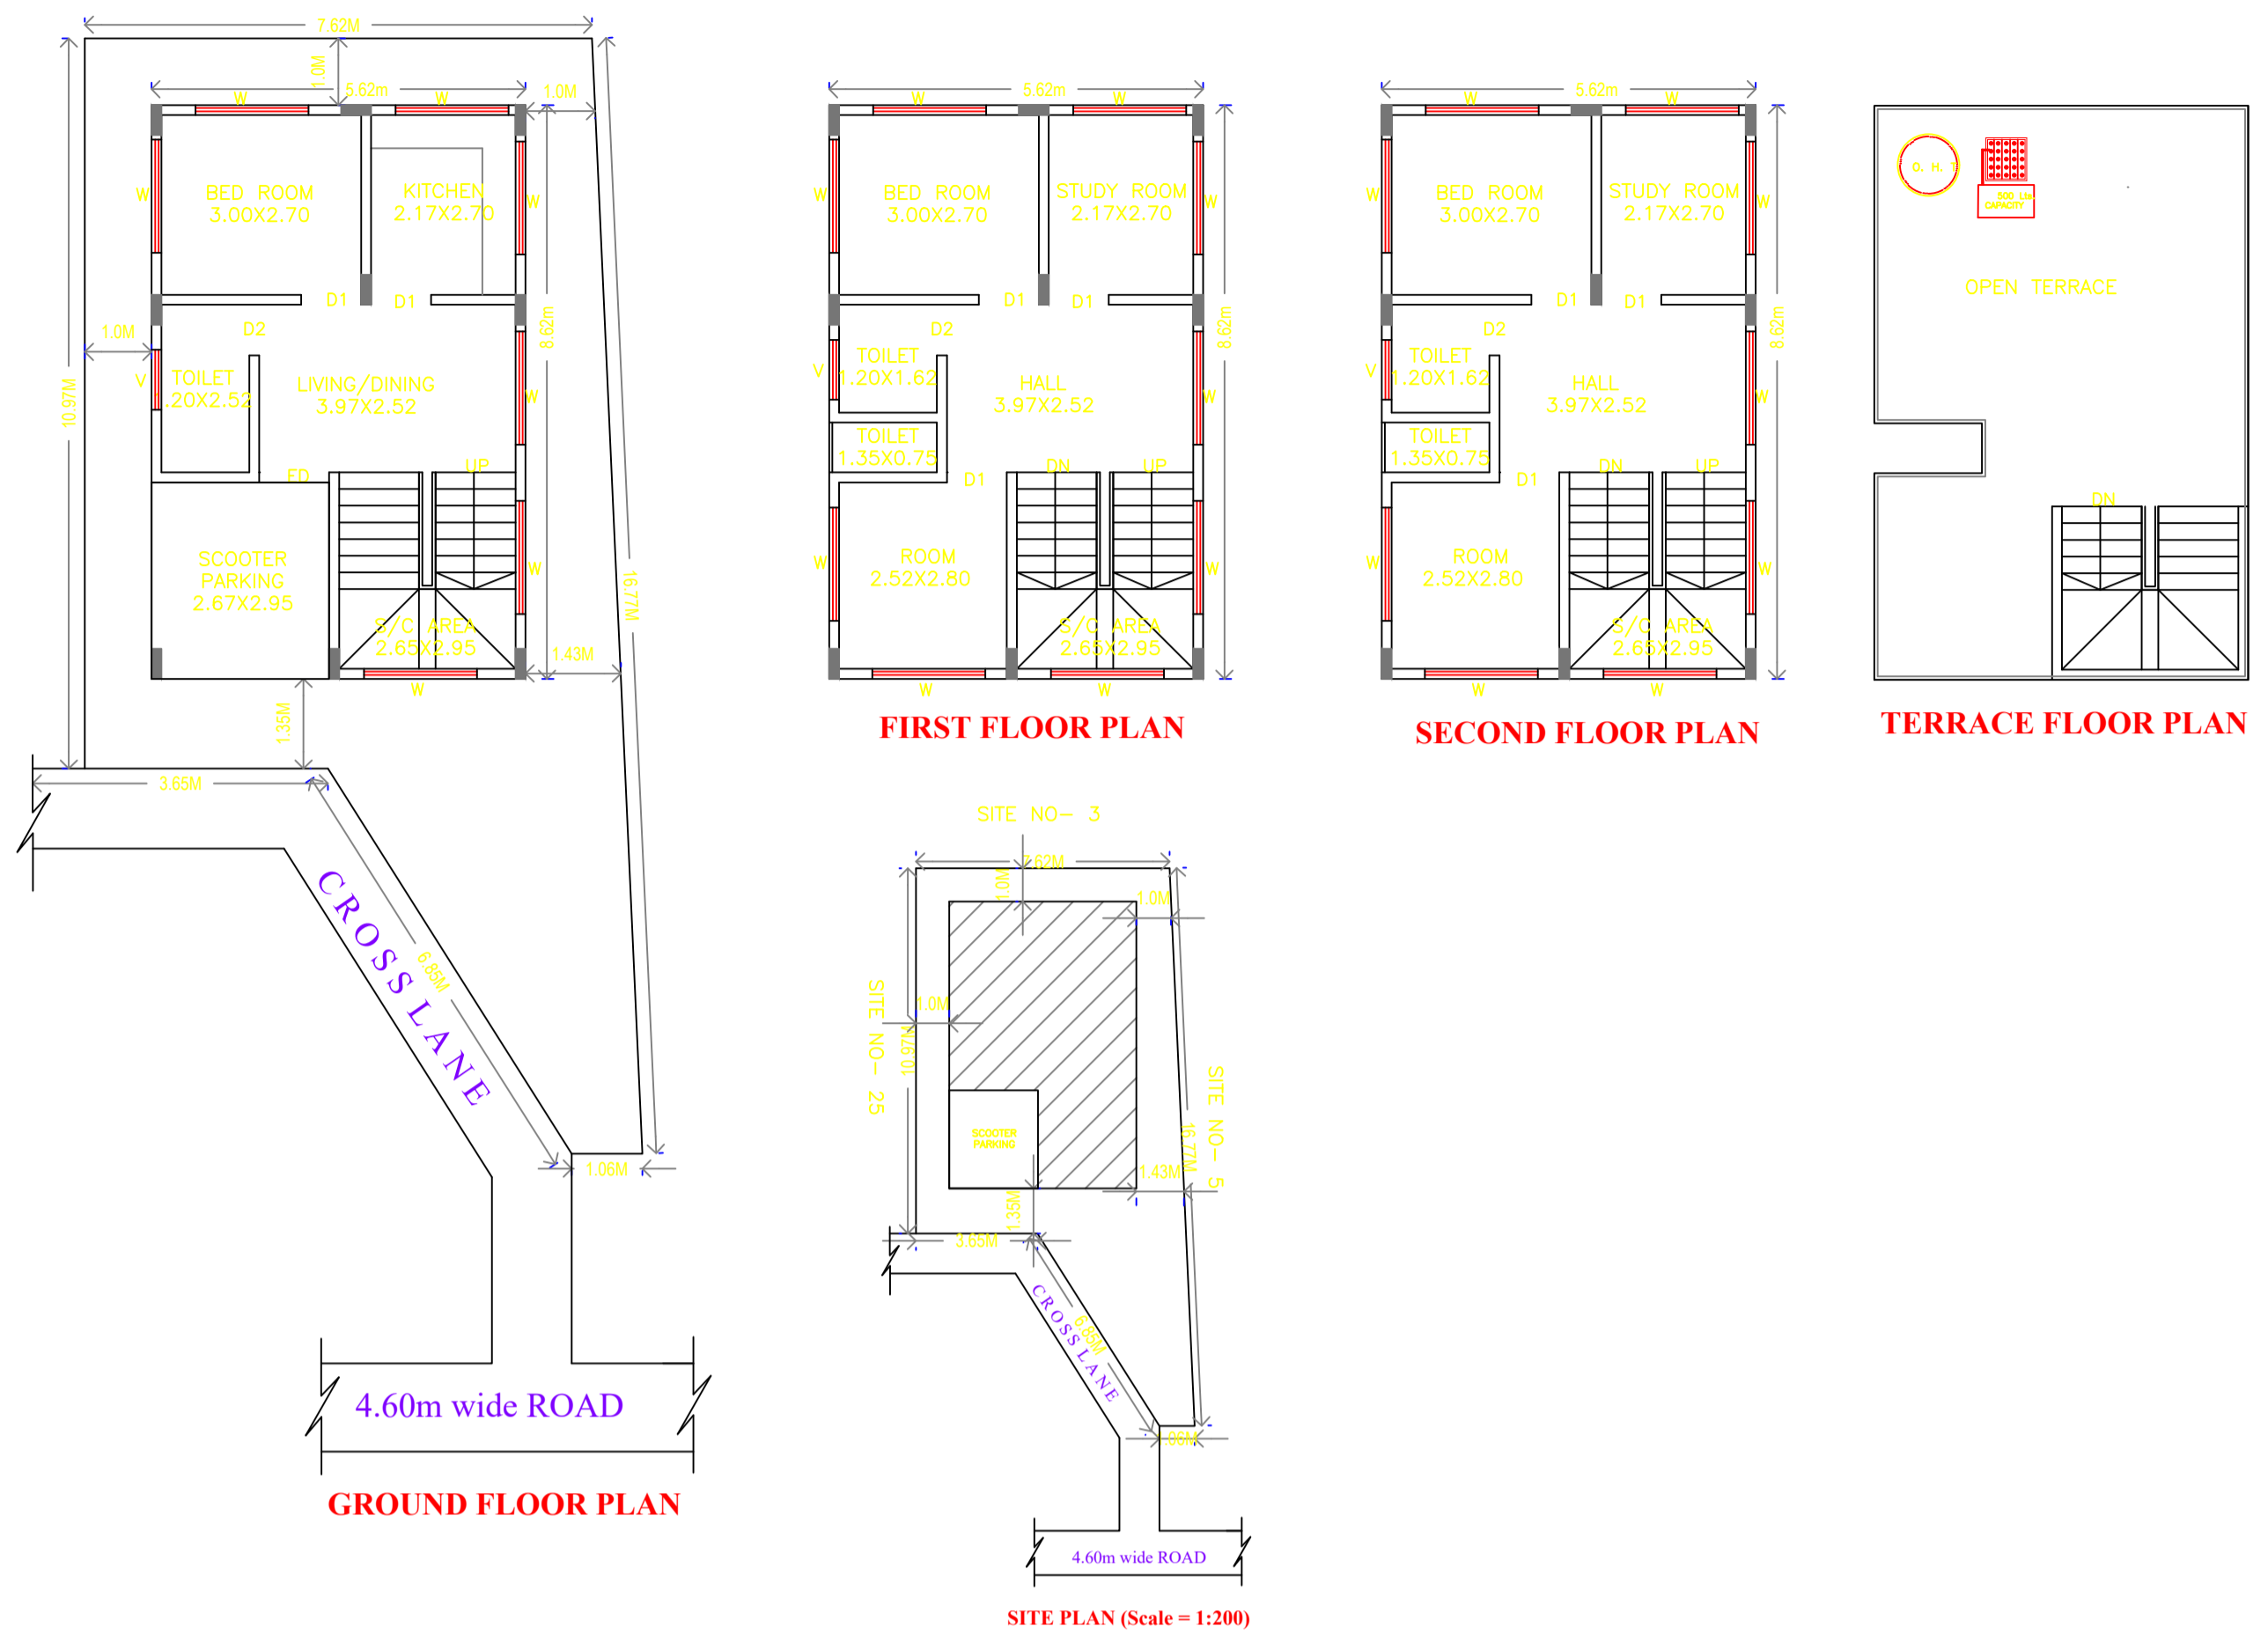 7.62M
1.0M
5.62m
1.0M
W
W
BED ROOM
3.00X2.70
KITCHEN
2.17X2.70
W
W
D1
D1
D2
1.0M
8.62m
10.97M
V
TOILET
.20X2.52
LIVING/DINING
3.97X2.52
W
UP
SCOOTER
PARKING
2.67X2.95
W
16.77M
S/C AREA
2.65X2.95
1.43M
W
1.35M
3.65M
6.85M
CROSS LANE
1.06M
4.60m wide ROAD
GROUND FLOOR PLAN
5.62m
W
W
BED ROOM
3.00X2.70
STUDY ROOM
2.17X2.70
W
W
D1
D1
D2
8.62m
V
TOILET
1.20X1.62
HALL
3.97X2.52
W
TOILET
1.35X0.75
DN
UP
D1
ROOM
2.52X2.80
W
W
S/C AREA
2.65X2.95
W
W
FIRST FLOOR PLAN
5.62m
W
W
BED ROOM
3.00X2.70
STUDY ROOM
2.17X2.70
W
W
D1
D1
D2
8.62m
V
TOILET
1.20X1.62
HALL
3.97X2.52
W
TOILET
1.35X0.75
DN
UP
D1
ROOM
2.52X2.80
W
W
S/C AREA
2.65X2.95
W
W
SECOND FLOOR PLAN
O. H.
500 Lts
CAPACITY
OPEN TERRACE
DN
TERRACE FLOOR PLAN
SITE NO- 3
7.62M
1.0M
1.0M
SITE NO- 25
1.0M
10.97M
SITE NO- 5
16.77M
SCOOTER
PARKING
1.43M
1.35M
3.65M
6.85M
CROSS LANE
1.06M
4.60m wide ROAD
SITE PLAN (Scale = 1:200)